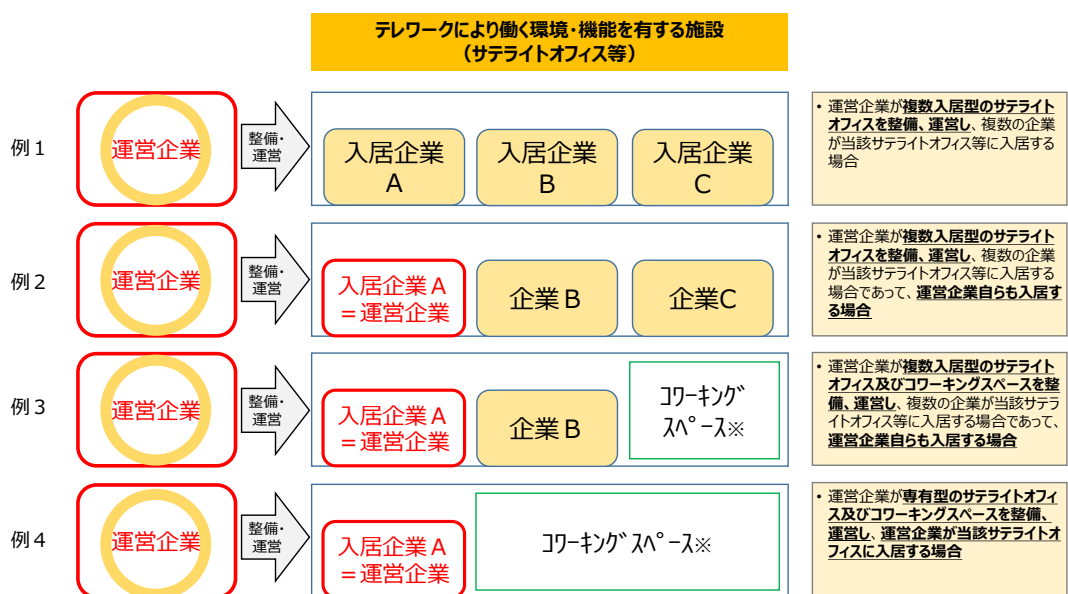 テレワークにより働く環境・機能を有する施設
（サテライトオフィス等）
例１
運営企業
整備・
運営
入居企業
A
入居企業
B
入居企業
C
・運営企業が複数入居型のサテライト
オフィスを整備、運営し、複数の企業
が当該サテライトオフィス等に入居する
場合
例２
運営企業
整備・
運営
入居企業A
＝運営企業
企業B
企業C
・運営企業が複数入居型のサテライト
オフィスを整備、運営し、複数の企業
が当該サテライトオフィス等に入居する
場合であって、運営企業自らも入居す
る場合
例３
運営企業
整備・
運営
入居企業A
＝運営企業
企業B
ｺﾜｰｷﾝｸﾞ
ｽﾍﾟｰｽ※
・運営企業が複数入居型のサテライト
オフィス及びコワーキングスペースを整
備、運営し、複数の企業が当該サテラ
イトオフィス等に入居する場合であって、
運営企業自らも入居する場合
例４
運営企業
整備・
運営
入居企業A
＝運営企業
ｺﾜｰｷﾝｸﾞｽﾍﾟｰｽ※
・運営企業が専有型のサテライトオフィ
ス及びコワーキングスペースを整備、
運営し、運営企業が当該サテライトオ
フィスに入居する場合